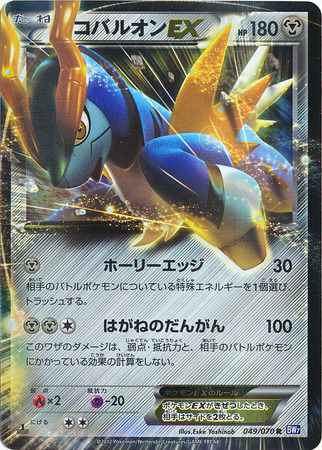 たね コバルオンEX HP180
ホーリーエッジ 30
相手のバトルポケモンについている特殊エネルギーを1個選び、
トラッシュする。
はがねのだんがん 100
このワザのダメージは、弱点・抵抗力と、相手のバトルポケモン
にかかっている効果の計算をしない。
弱点 抵抗力
×2 -20
にげる
ポケモンEXのルール
ポケモンEXがきぜつしたとき、
相手はサイドを2枚とる。
illus.Eske Yoshinob 049/070 R BW7
©2012 Pokémon/Nintendo/Creatures/GAME FREAK.